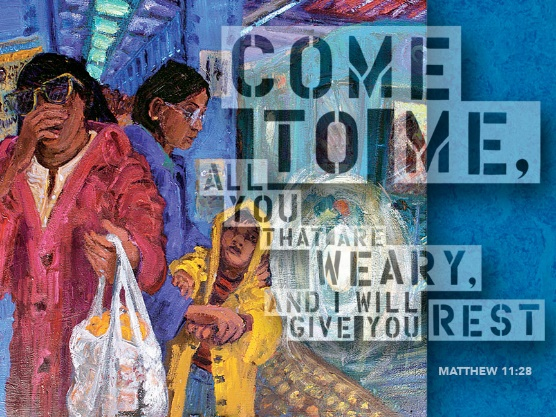 COME
TO ME,
ALL
YOU
THAT ARE
WEARY,
AND I WILL
GIVE YOU REST
MATTHEW 11:28